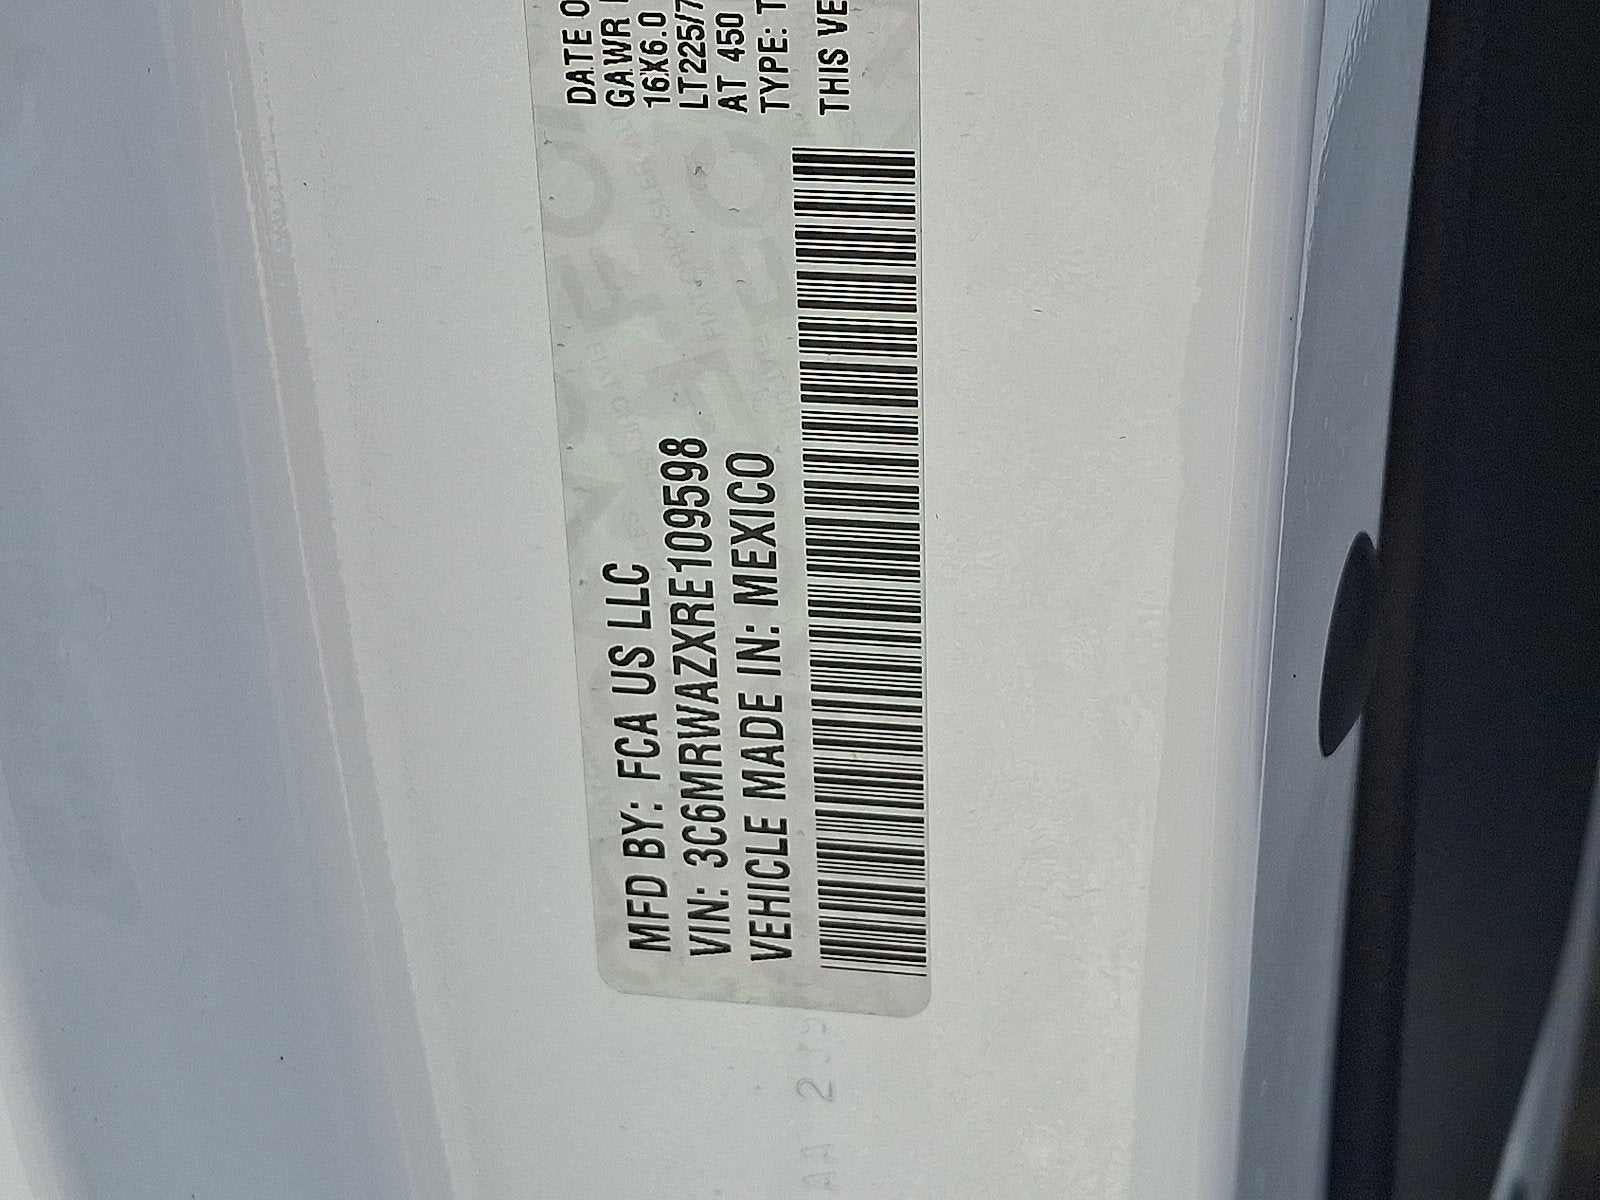 MFD BY: FCA US LLC
VIN: 3C6MRWAZXRE109598
VEHICLE MADE IN: MEXICO
DATE O
GAWR
16X6.0
LT225/7
AT 450
TYPE: T
THIS VE